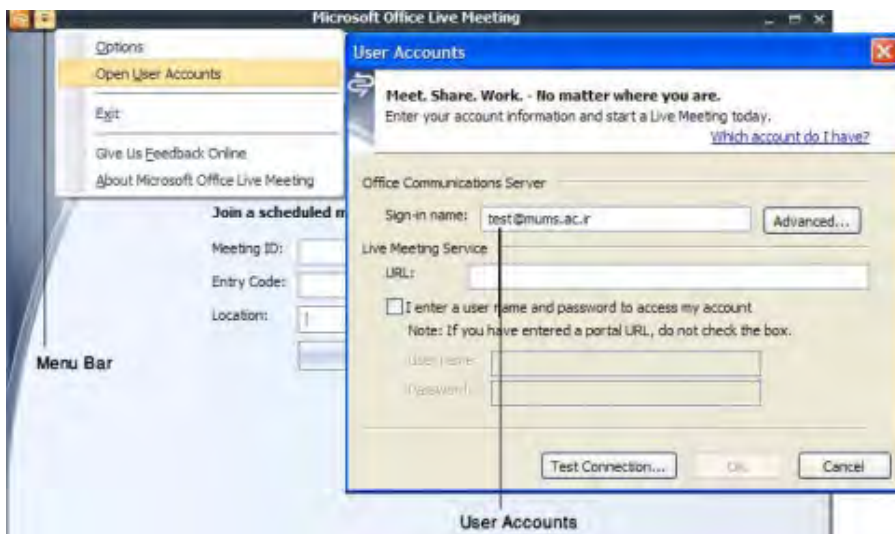 Microsoft Office Live Meeting
Options
Open User Accounts
Exit
Give Us Feedback Online
About Microsoft Office Live Meeting
Join a scheduled m
Meeting ID:
Entry Code:
Location:
Menu Bar
User Accounts
Meet. Share. Work. - No matter where you are.
Enter your account information and start a Live Meeting today.
Which account do I have?
Office Communications Server
Sign-in name: test@mums.ac.ir
Advanced...
Live Meeting Service
URL:
I enter a user name and password to access my account
Note: If you have entered a portal URL, do not check the box.
User name:
Password:
Test Connection...
OK
Cancel
User Accounts